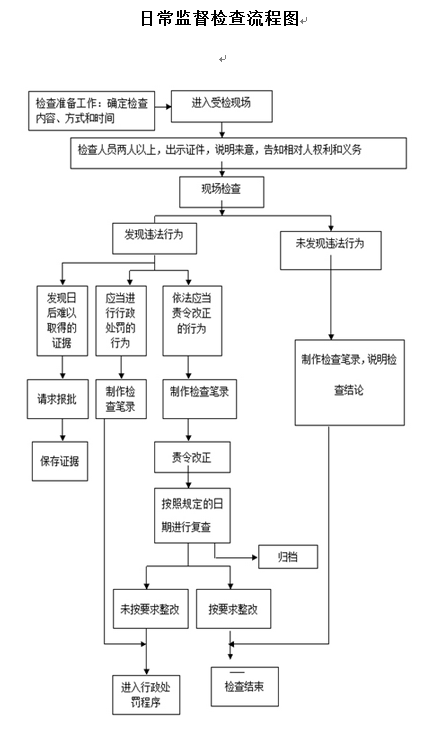 日常监督检查流程图
检查准备工作：确定检查
内容、方式和时间
进入受检现场
检查人员两人以上，出示证件，说明来意，告知相对人权利和义务
现场检查
发现违法行为
未发现违法行为
发现日
后难以
取得的
证据
应当进
行行政
处罚的
行为
依法应当
责令改正
的行为
制作检查笔录，说明检
查结论
请求报批
制作检
查笔录
制作检查笔录
保存证据
责令改正
按照规定的日
期进行复查
归档
未按要求整改
按要求整改
进入行政处
罚程序
检查结束